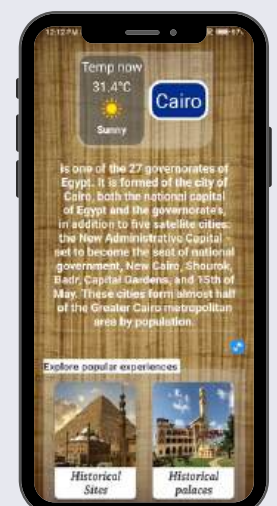 12:12 PM
Temp now
31.4°C
Sunny
Cairo
is one of the 27 governorates of
Egypt. It is formed of the city of
Cairo, both the national capital
of Egypt and the governorate's,
in addition to five satellite cities:
the New Administrative Capital -
set to become the seat of national
government, New Cairo, Shourok,
Badr, Capital Gardens, and 15th of
May. These cities form almost half
of the Greater Cairo metropolitan
area by population.
Explore popular experiences
Historical
Sites
Historical
palaces